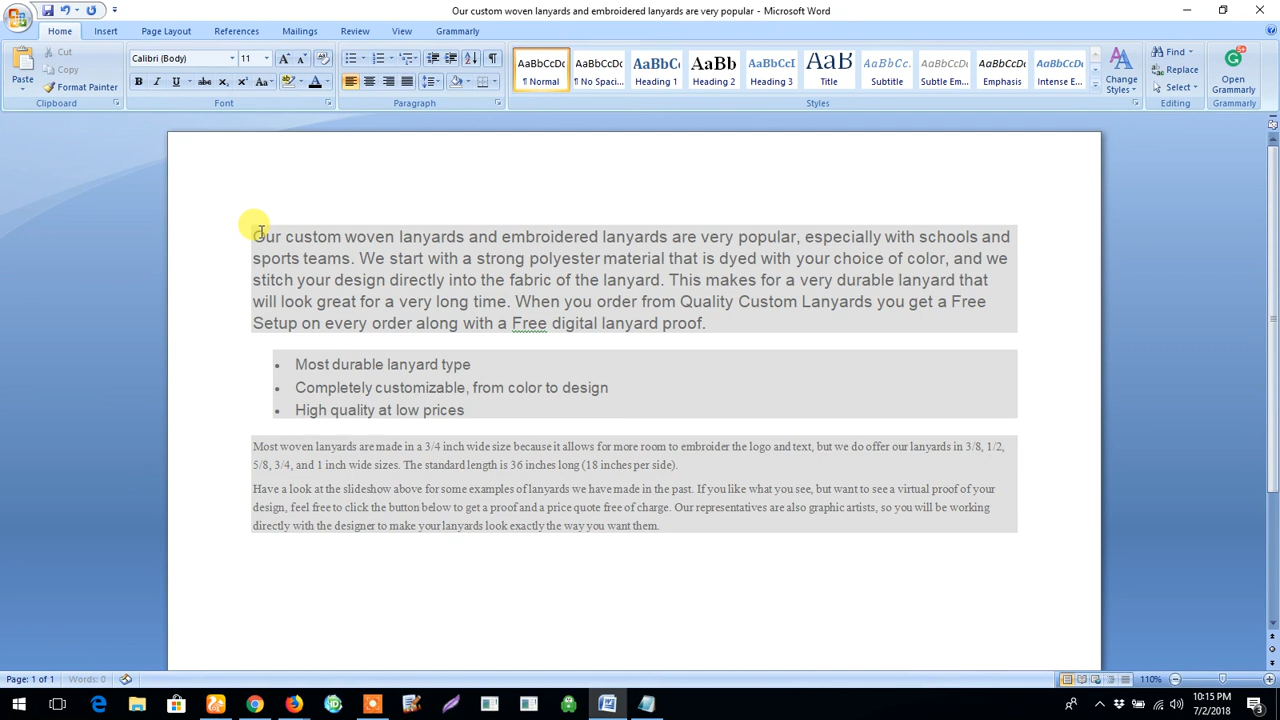 Our custom woven lanyards and embroidered lanyards are very popular - Microsoft Word
Home Insert Page Layout References Mailings Review View Grammarly
Paste
Cut
Copy
Format Painter
Clipboard
Calibri (Body) 11
B I U abc x₂ x² Aa
Font
Paragraph
AaBbCcDc AaBbCcDc AaBbC AaBb AaBbCcI AaB AaBbCc. AaBbCcDc AaBbCcDc AaBbCcDc
¶ Normal ¶ No Spaci... Heading 1 Heading 2 Heading 3 Title Subtitle Subtle Em... Emphasis Intense E...
Change
Styles
Styles
Find
Replace
Select
Editing
Open
Grammarly
Grammarly
Our custom woven lanyards and embroidered lanyards are very popular, especially with schools and
sports teams. We start with a strong polyester material that is dyed with your choice of color, and we
stitch your design directly into the fabric of the lanyard. This makes for a very durable lanyard that
will look great for a very long time. When you order from Quality Custom Lanyards you get a Free
Setup on every order along with a Free digital lanyard proof.
• Most durable lanyard type
• Completely customizable, from color to design
• High quality at low prices
Most woven lanyards are made in a 3/4 inch wide size because it allows for more room to embroider the logo and text, but we do offer our lanyards in 3/8, 1/2,
5/8, 3/4, and 1 inch wide sizes. The standard length is 36 inches long (18 inches per side).
Have a look at the slideshow above for some examples of lanyards we have made in the past. If you like what you see, but want to see a virtual proof of your
design, feel free to click the button below to get a proof and a price quote free of charge. Our representatives are also graphic artists, so you will be working
directly with the designer to make your lanyards look exactly the way you want them.
Page: 1 of 1 Words: 0
110%
10:15 PM
7/2/2018